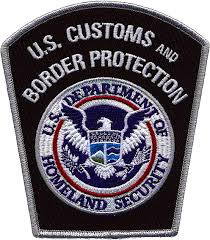 U.S. CUSTOMS AND
BORDER PROTECTION
U.S. DEPARTMENT OF
HOMELAND SECURITY